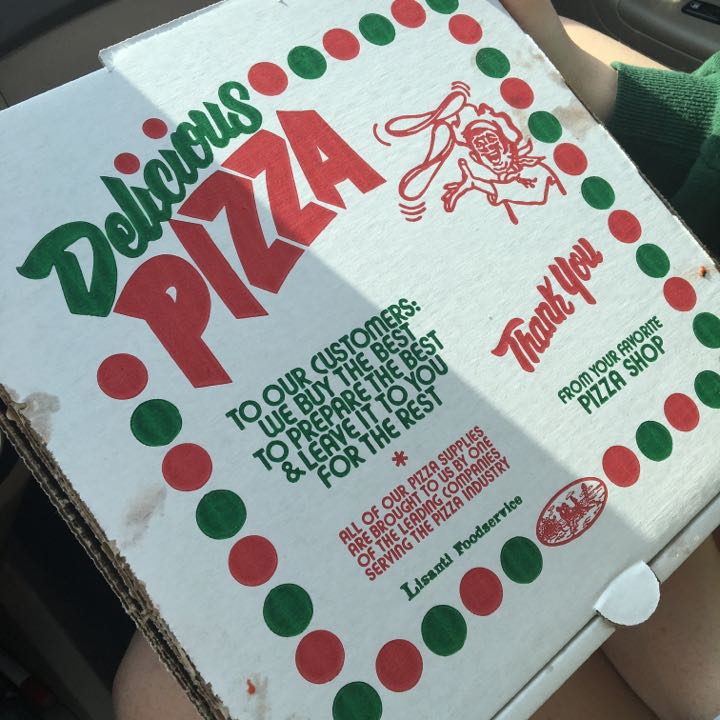 Delicious
PIZZA
TO OUR CUSTOMERS:
WE BUY THE BEST
TO PREPARE THE BEST
& LEAVE IT TO YOU
FOR THE REST
*
ALL OF OUR PIZZA SUPPLIES
ARE BROUGHT TO US BY ONE
OF THE LEADING COMPANIES
SERVING THE PIZZA INDUSTRY
Lisanti Foodservice
Thank You
FROM YOUR FAVORITE
PIZZA SHOP